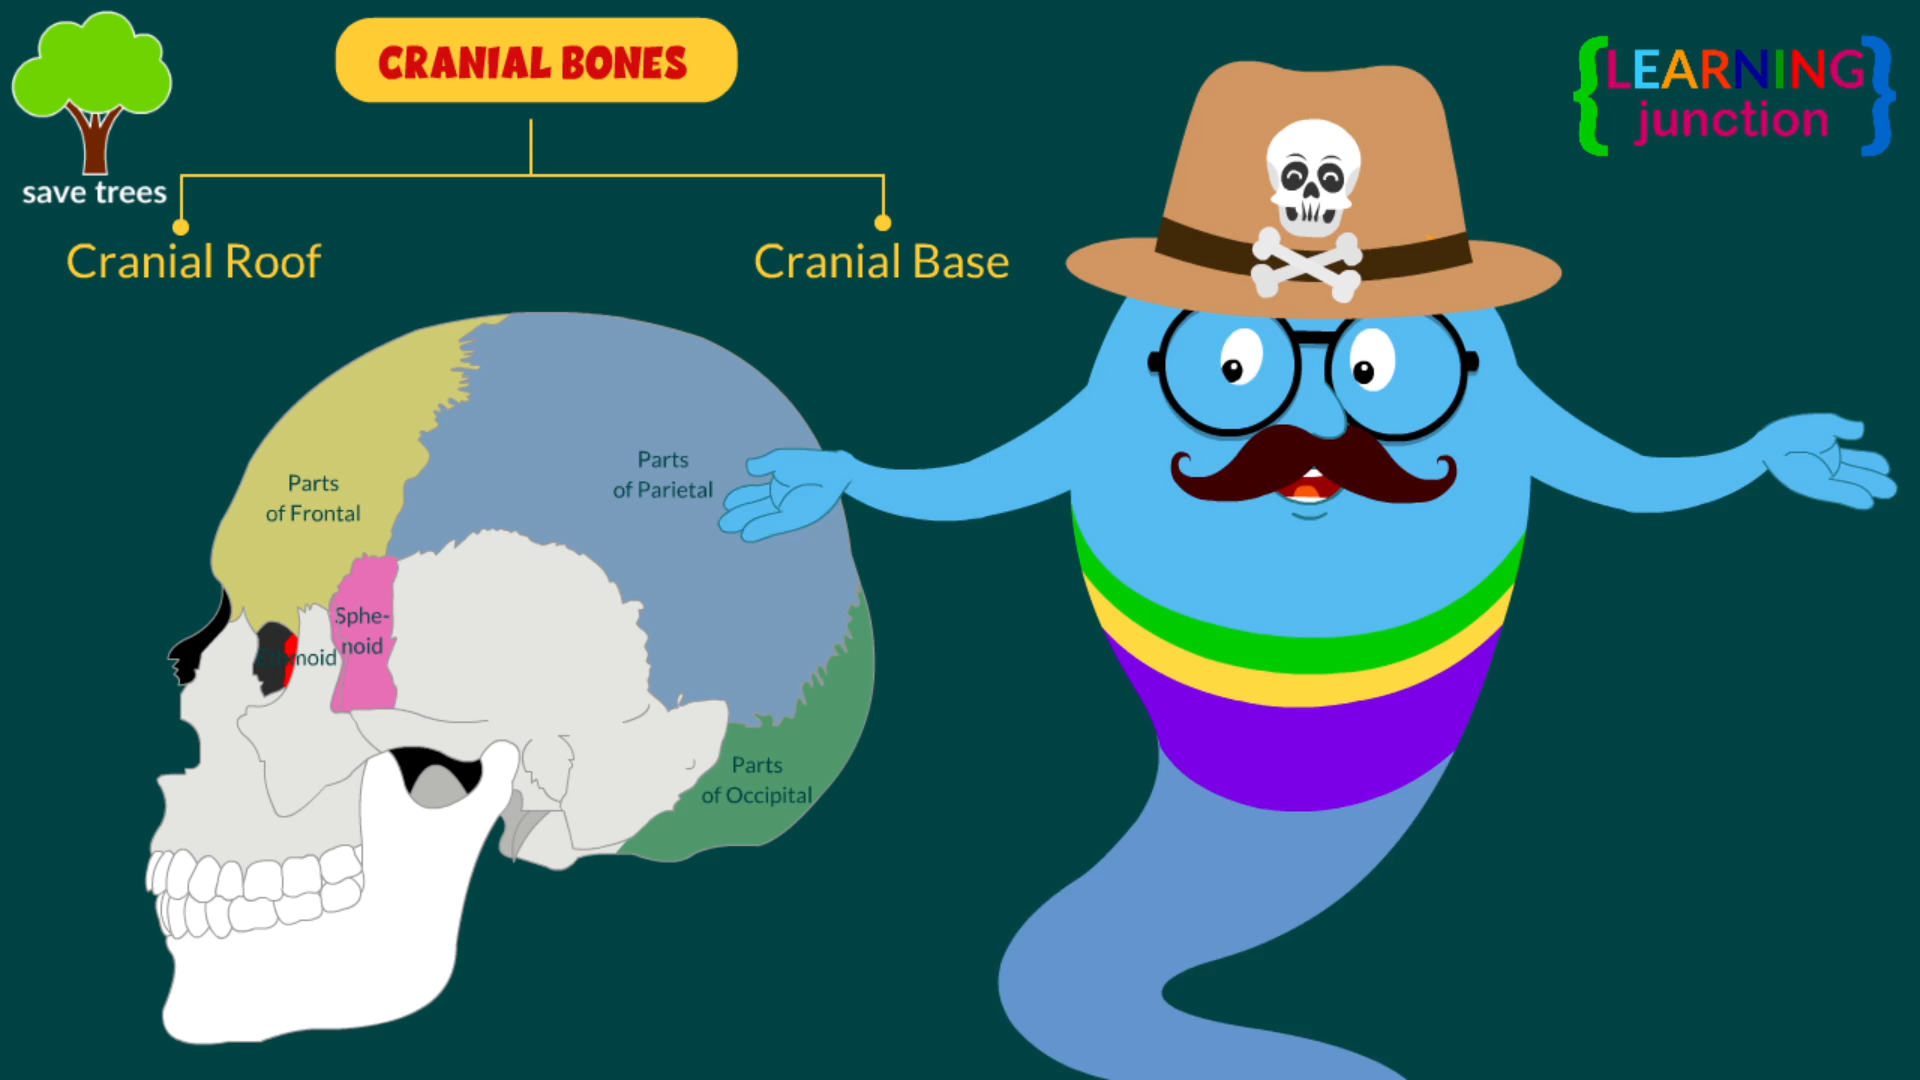 CRANIAL BONES
{LEARNING
junction}
save trees
Cranial Roof
Cranial Base
Parts
of Frontal
Parts
of Parietal
Sphe-
noid
Parts
of Occipital